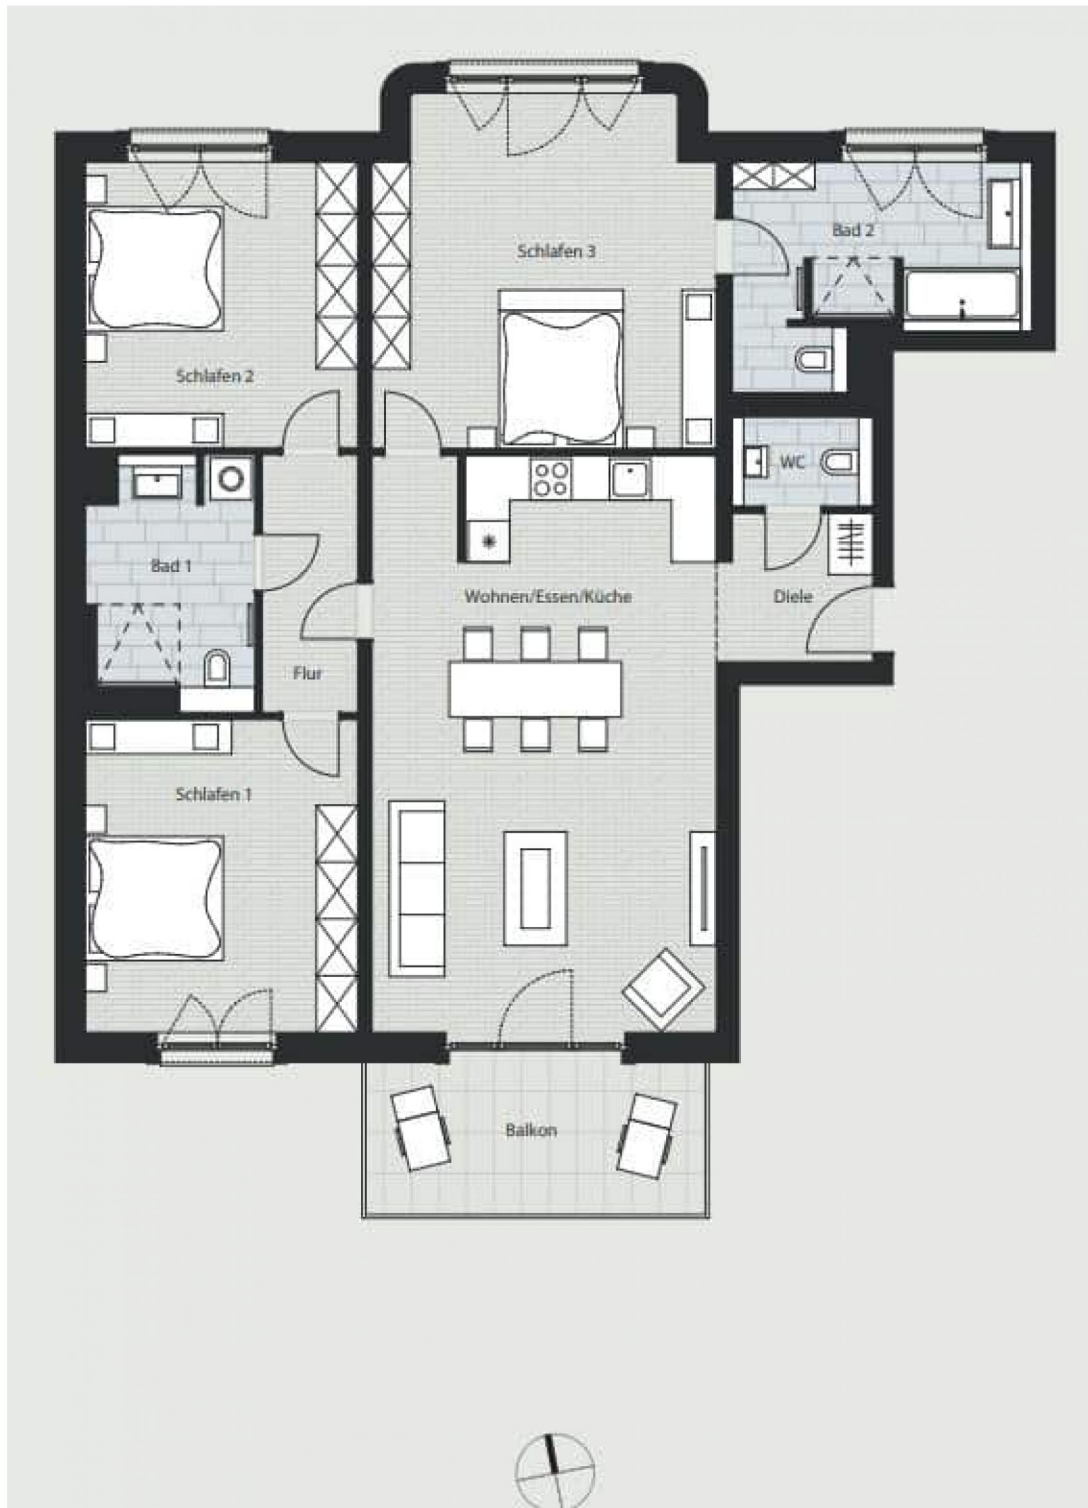 Bad 2
Schlafen 3
Schlafen 2
WC
Bad 1
Wohnen/Essen/Küche
Diele
Flur
Schlafen 1
Balkon